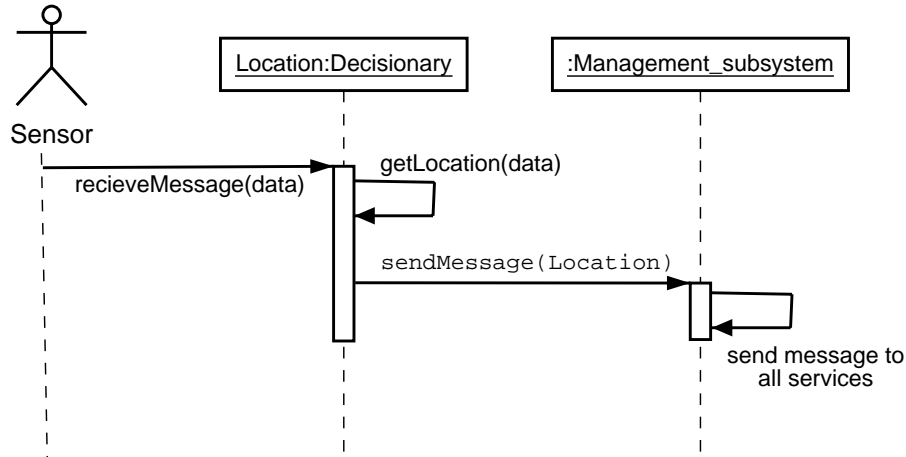 Location:Decisionary
:Management_subsystem
Sensor
getLocation(data)
recieveMessage(data)
sendMessage(Location)
send message to
all services